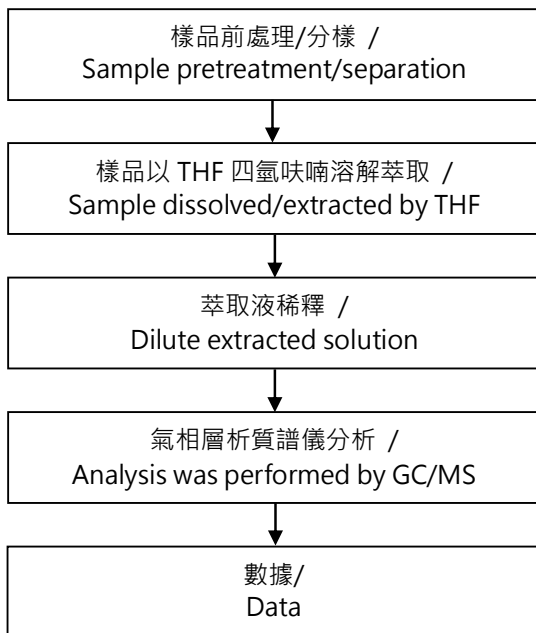 樣品前處理/分樣 /
Sample pretreatment/separation
樣品以 THF 四氫呋喃溶解萃取 /
Sample dissolved/extracted by THF
萃取液稀釋 /
Dilute extracted solution
氣相層析質譜儀分析 /
Analysis was performed by GC/MS
數據/
Data